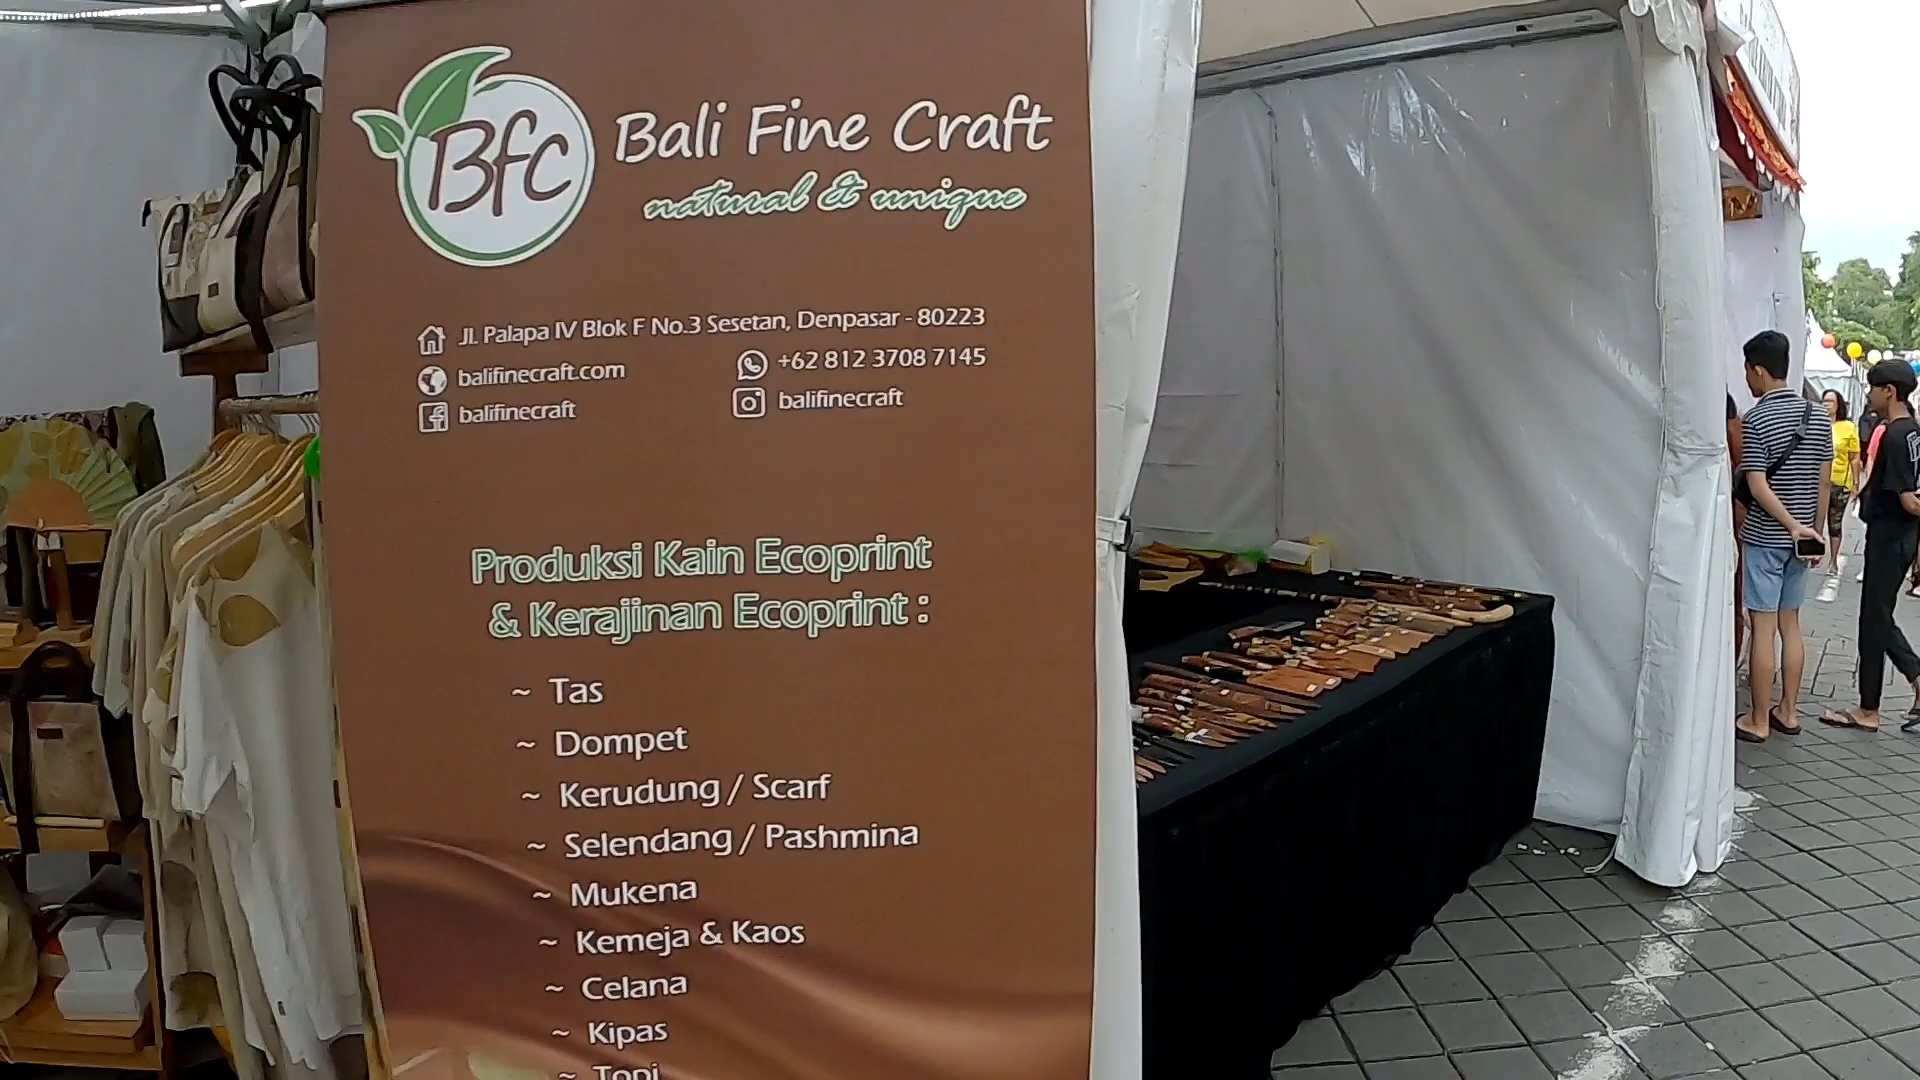 Bfc
Bali Fine Craft
natural & unique
Jl. Palapa IV Blok F No.3 Sesetan, Denpasar - 80223
balifinecraft.com
+62 812 3708 7145
balifinecraft
balifinecraft
Produksi Kain Ecoprint
& Kerajinan Ecoprint :
~ Tas
~ Dompet
~ Kerudung / Scarf
~ Selendang / Pashmina
~ Mukena
~ Kemeja & Kaos
~ Celana
~ Kipas
~ Topi